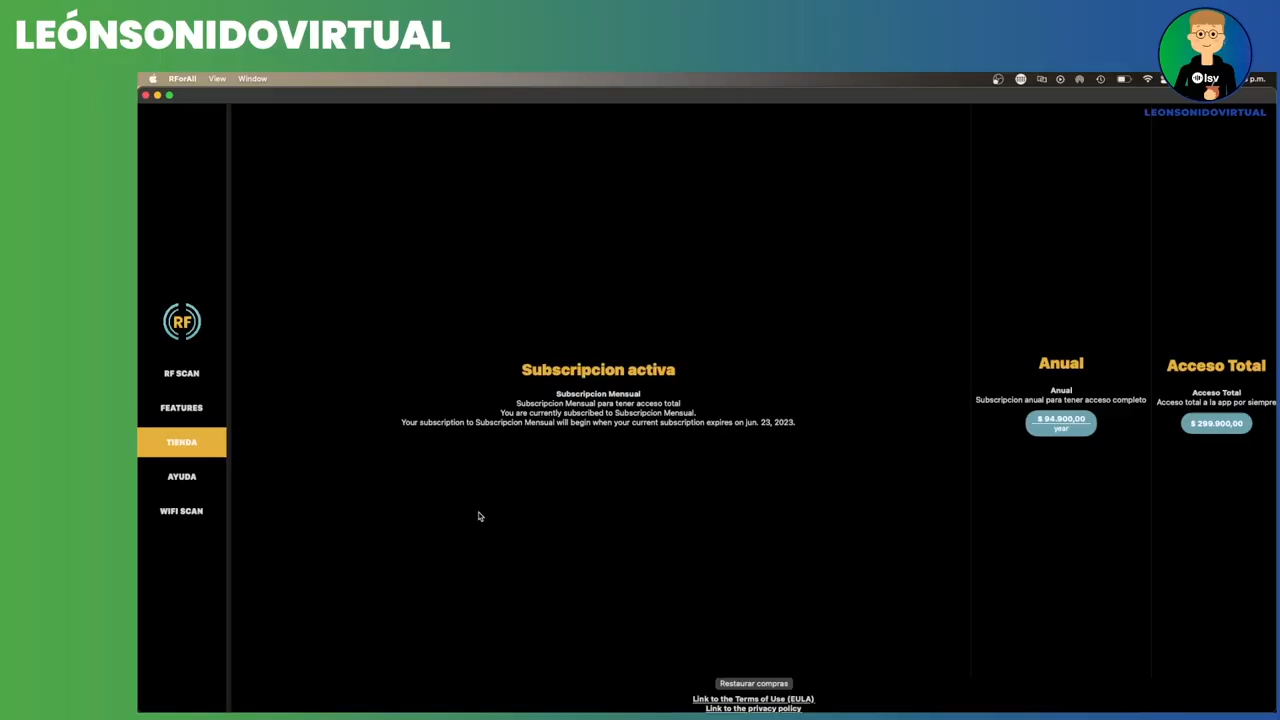 LEÓNSONIDOVIRTUAL
RForAll View Window
p.m.
lsv
LEONSONIDOVIRTUAL
RF
RF SCAN
FEATURES
TIENDA
AYUDA
WIFI SCAN
Subscripcion activa
Subscripcion Mensual
Subscripcion Mensual para tener acceso total
You are currently subscribed to Subscripcion Mensual.
Your subscription to Subscripcion Mensual will begin when your current subscription expires on jun. 23, 2023.
Anual
Anual
Subscripcion anual para tener acceso completo
$ 94.900,00
year
Acceso Total
Acceso Total
Acceso total a la app por siempre
$ 299.900,00
Restaurar compras
Link to the Terms of Use (EULA)
Link to the privacy policy